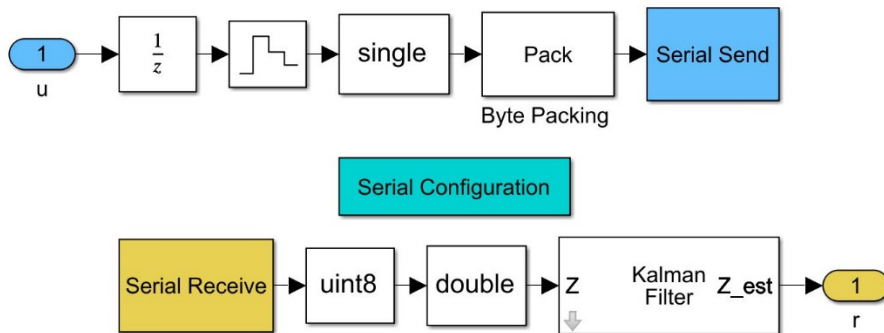 1
u
1
z
single
Pack
Byte Packing
Serial Send
Serial Configuration
Serial Receive
uint8
double
Z
Kalman
Filter
Z_est
1
r